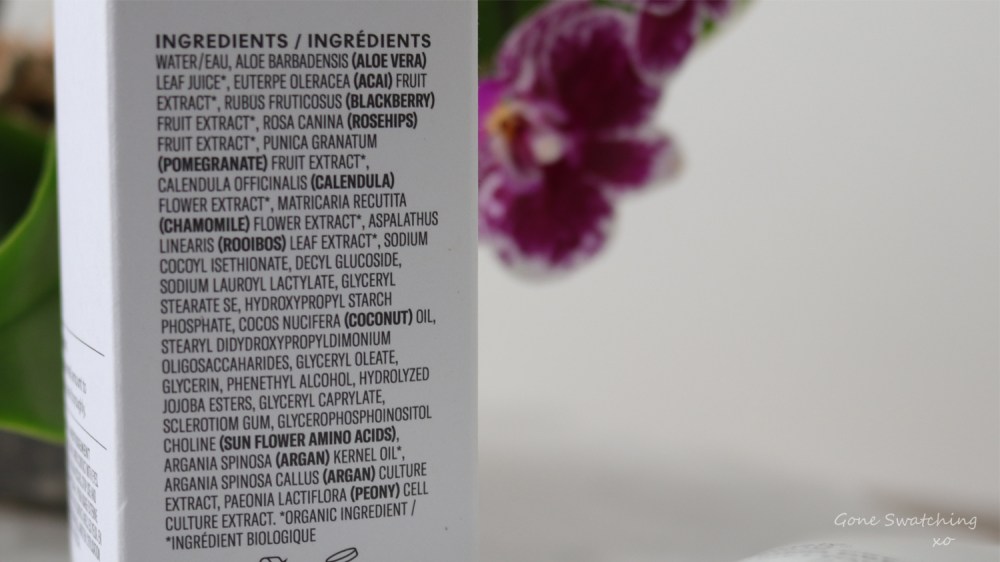 INGREDIENTS / INGRÉDIENTS
WATER/EAU, ALOE BARBADENSIS (ALOE VERA)
LEAF JUICE*, EUTERPE OLERACEA (ACAI) FRUIT
EXTRACT*, RUBUS FRUTICOSUS (BLACKBERRY)
FRUIT EXTRACT*, ROSA CANINA (ROSEHIPS)
FRUIT EXTRACT*, PUNICA GRANATUM
(POMEGRANATE) FRUIT EXTRACT*,
CALENDULA OFFICINALIS (CALENDULA)
FLOWER EXTRACT*, MATRICARIA RECUTITA
(CHAMOMILE) FLOWER EXTRACT*, ASPALATHUS
LINEARIS (ROOIBOS) LEAF EXTRACT*, SODIUM
COCOYL ISETHIONATE, DECYL GLUCOSIDE,
SODIUM LAUROYL LACTYLATE, GLYCERYL
STEARATE SE, HYDROXYPROPYL STARCH
PHOSPHATE, COCOS NUCIFERA (COCONUT) OIL,
STEARYL DIDYDROXYPROPYLDIMONIUM
OLIGOSACCAHARIDES, GLYCERYL OLEATE,
GLYCERIN, PHENETHYL ALCOHOL, HYDROLYZED
JOJOBA ESTERS, GLYCERYL CAPRYLATE,
SCLEROTIOM GUM, GLYCEROPHOSPHOINOSITOL
CHOLINE (SUN FLOWER AMINO ACIDS),
ARGANIA SPINOSA (ARGAN) KERNEL OIL*,
ARGANIA SPINOSA CALLUS (ARGAN) CULTURE
EXTRACT, PAEONIA LACTIFLORA (PEONY) CELL
CULTURE EXTRACT. *ORGANIC INGREDIENT /
*INGRÉDIENT BIOLOGIQUE
Gone Swatching
xo